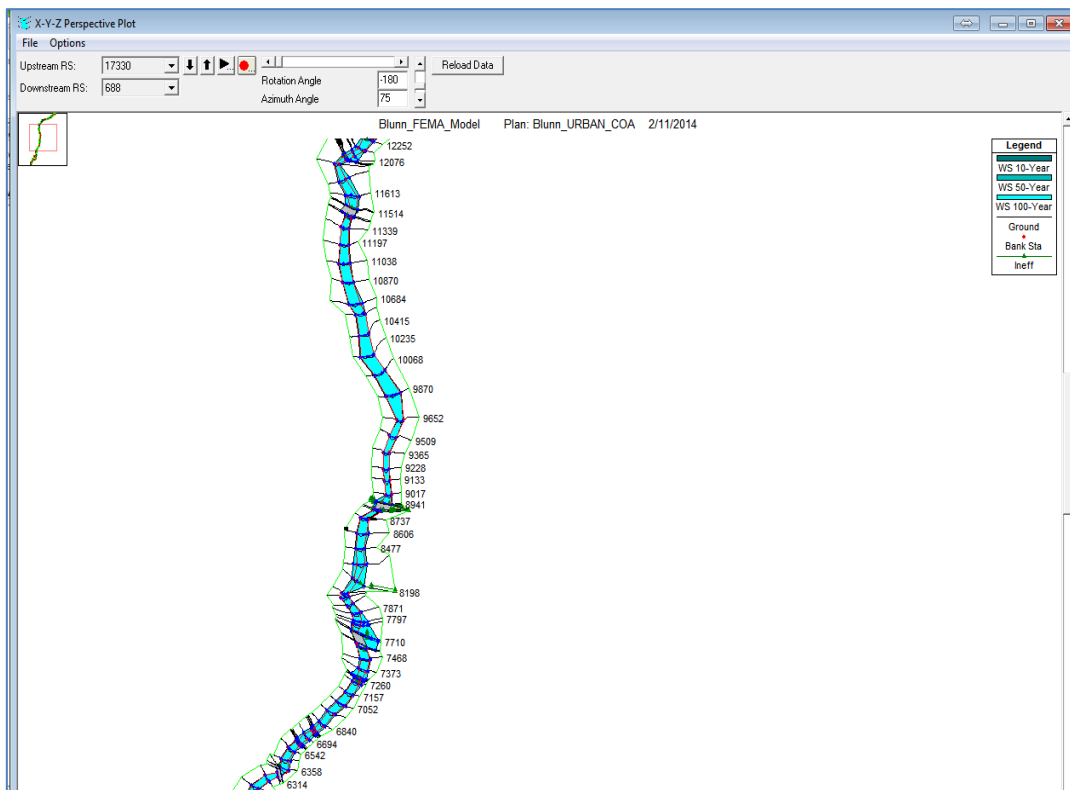 X-Y-Z Perspective Plot
File Options
Upstream RS: 17330
Downstream RS: 688
Rotation Angle -180
Azimuth Angle 75
Reload Data
Blunn_FEMA_Model Plan: Blunn_URBAN_COA 2/11/2014
Legend
WS 10-Year
WS 50-Year
WS 100-Year
Ground
Bank Sta
Ineff
12252
12076
11613
11514
11339
11197
11038
10870
10684
10415
10235
10068
9870
9652
9509
9365
9228
9133
9017
8941
8737
8606
8477
8198
7871
7797
7710
7468
7373
7260
7157
7052
6840
6694
6542
6358
6314